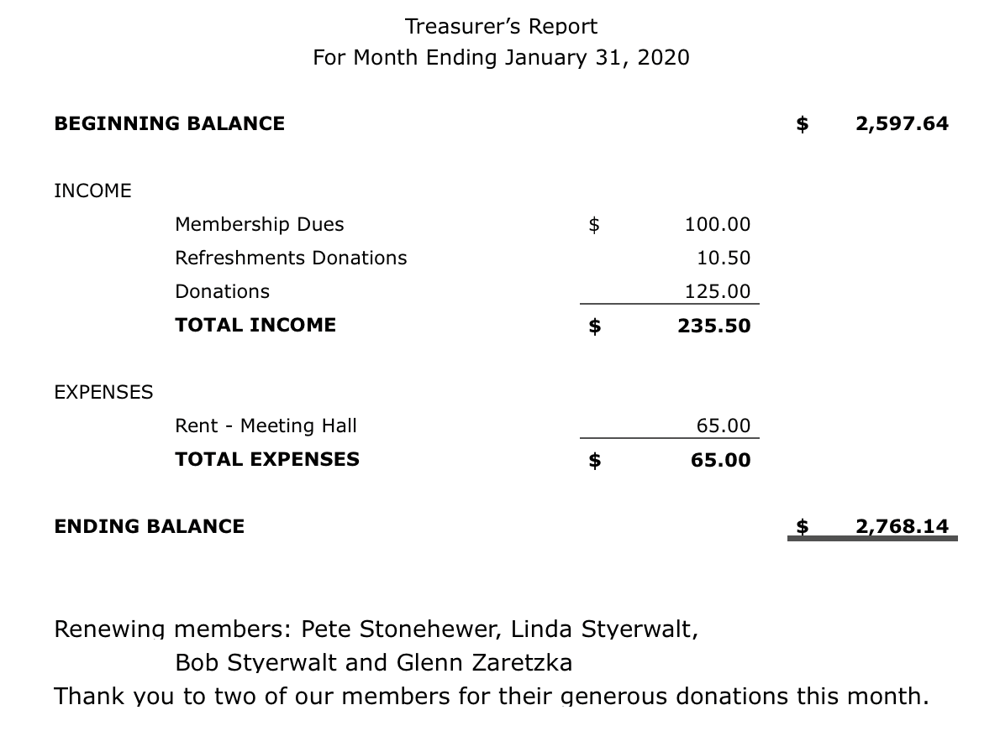 Treasurer’s Report
For Month Ending January 31, 2020
BEGINNING BALANCE $ 2,597.64
INCOME
Membership Dues $ 100.00
Refreshments Donations 10.50
Donations 125.00
TOTAL INCOME $ 235.50
EXPENSES
Rent - Meeting Hall 65.00
TOTAL EXPENSES $ 65.00
ENDING BALANCE $ 2,768.14
Renewing members: Pete Stonehewer, Linda Styerwalt,
Bob Styerwalt and Glenn Zaretzka
Thank you to two of our members for their generous donations this month.